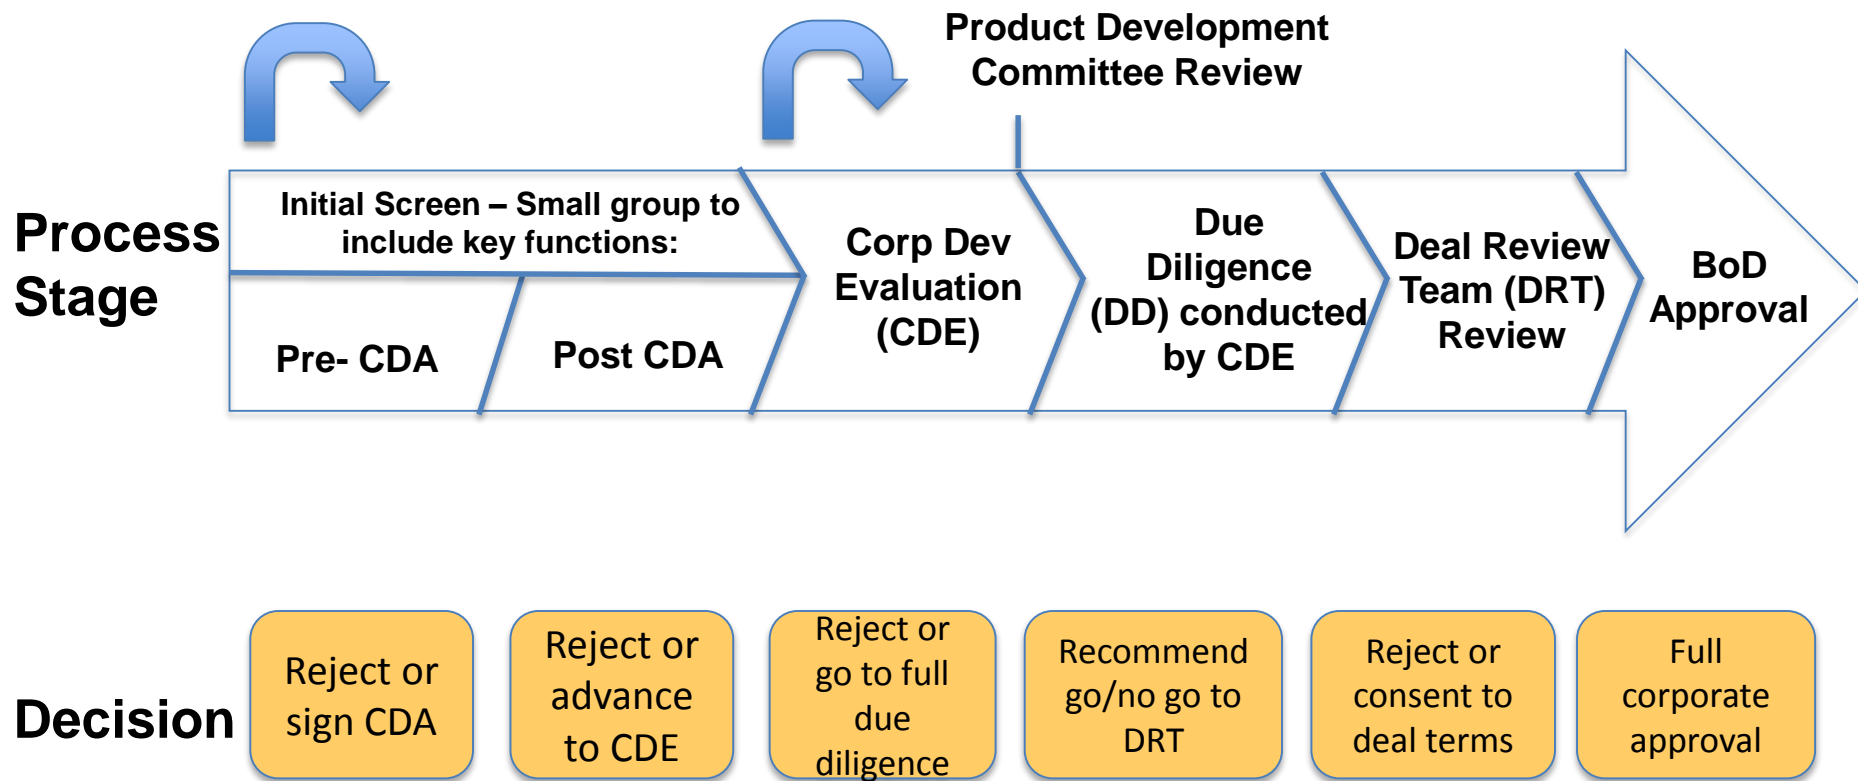 Product Development
Committee Review
Process
Stage
Initial Screen – Small group to
include key functions:
Pre- CDA
Post CDA
Corp Dev
Evaluation
(CDE)
Due
Diligence
(DD) conducted
by CDE
Deal Review
Team (DRT)
Review
BoD
Approval
Decision
Reject or
sign CDA
Reject or
advance
to CDE
Reject or
go to full
due
diligence
Recommend
go/no go to
DRT
Reject or
consent to
deal terms
Full
corporate
approval